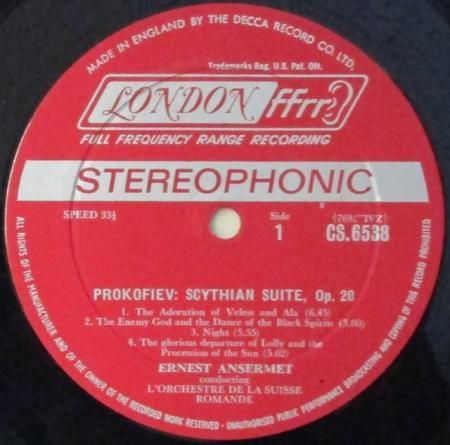 MADE IN ENGLAND BY THE DECCA RECORD CO. LTD.
Trademarks Reg. U.S. Pat. Off.
LONDON ffrr
FULL FREQUENCY RANGE RECORDING
STEREOPHONIC
SPEED 33⅓
Side
1
{ZAL.7697}
CS.6538
PROKOFIEV: SCYTHIAN SUITE, Op. 20
1. The Adoration of Veless and Ala (6.45)
2. The Enemy God and the Dance of the Black Spirits (3.00)
3. Night (5.55)
4. The glorious departure of Lolly and the
Procession of the Sun (5.02)
ERNEST ANSERMET
conducting
L'ORCHESTRE DE LA SUISSE
ROMANDE
ALL RIGHTS OF THE MANUFACTURER AND OF THE OWNER OF THE RECORDED WORK RESERVED - UNAUTHORISED PUBLIC PERFORMANCE BROADCASTING AND COPYING OF THIS RECORD PROHIBITED